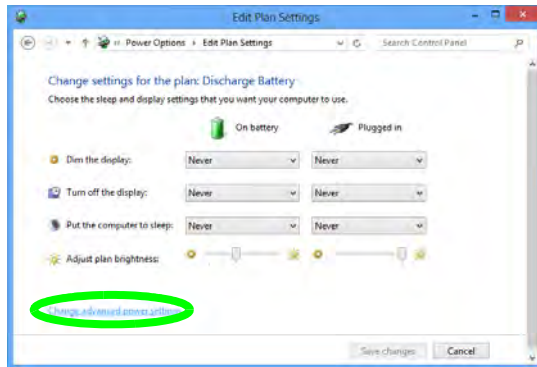 Edit Plan Settings
« Power Options ▸ Edit Plan Settings Search Control Panel
Change settings for the plan: Discharge Battery
Choose the sleep and display settings that you want your computer to use.
On battery Plugged in
Dim the display: Never Never
Turn off the display: Never Never
Put the computer to sleep: Never Never
Adjust plan brightness:
Change advanced power settings
Save changes Cancel